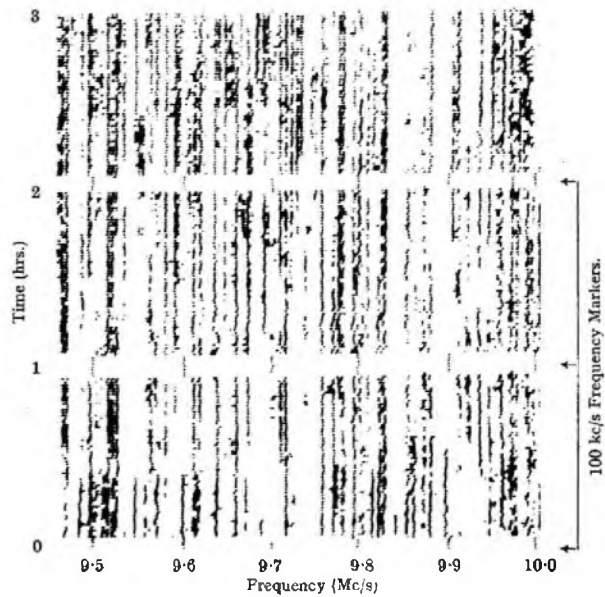 3
2
1
0
Time (hrs.)
9·5 9·6 9·7 9·8 9·9 10·0
Frequency (Mc/s)
100 kc/s Frequency Markers.